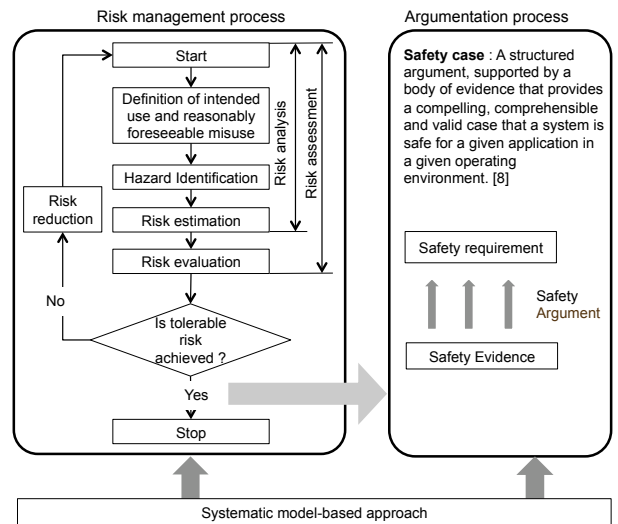 Risk management process
Start
Definition of intended
use and reasonably
foreseeable misuse
Hazard Identification
Risk estimation
Risk evaluation
Risk analysis
Risk assessment
Risk
reduction
No
Is tolerable
risk
achieved ?
Yes
Stop
Argumentation process
Safety case : A structured
argument, supported by a
body of evidence that provides
a compelling, comprehensible
and valid case that a system is
safe for a given application in
a given operating
environment. [8]
Safety requirement
Safety
Argument
Safety Evidence
Systematic model-based approach